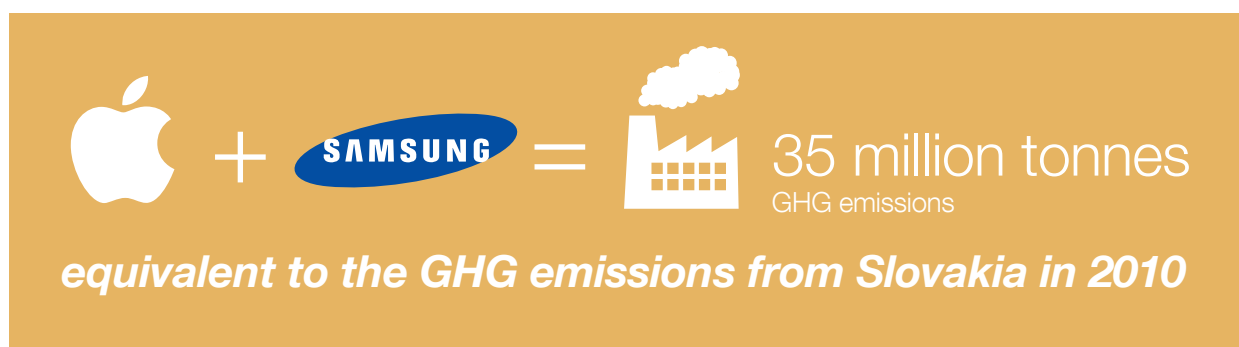 + SAMSUNG = 35 million tonnes
GHG emissions
equivalent to the GHG emissions from Slovakia in 2010